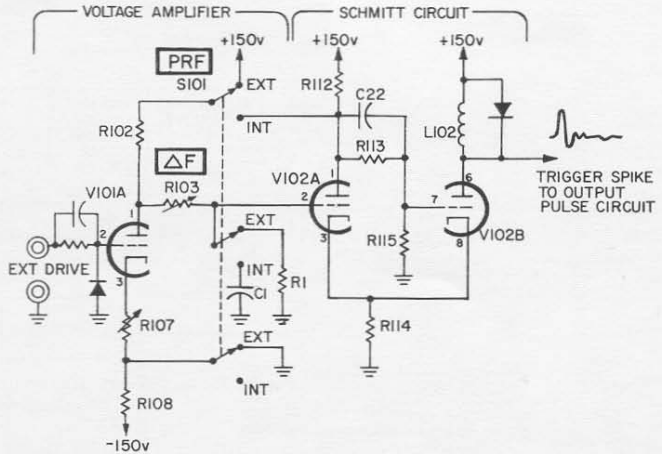 VOLTAGE AMPLIFIER
SCHMITT CIRCUIT
+150v
+150v
+150v
PRF
S101
EXT
INT
R112
C22
L102
R102
R113
ΔF
R103
V101A
1
2
3
EXT DRIVE
V102A
1
2
3
6
7
8
V102B
TRIGGER SPIKE
TO OUTPUT
PULSE CIRCUIT
EXT
INT
C1
R1
R115
R107
R114
EXT
INT
R108
-150v